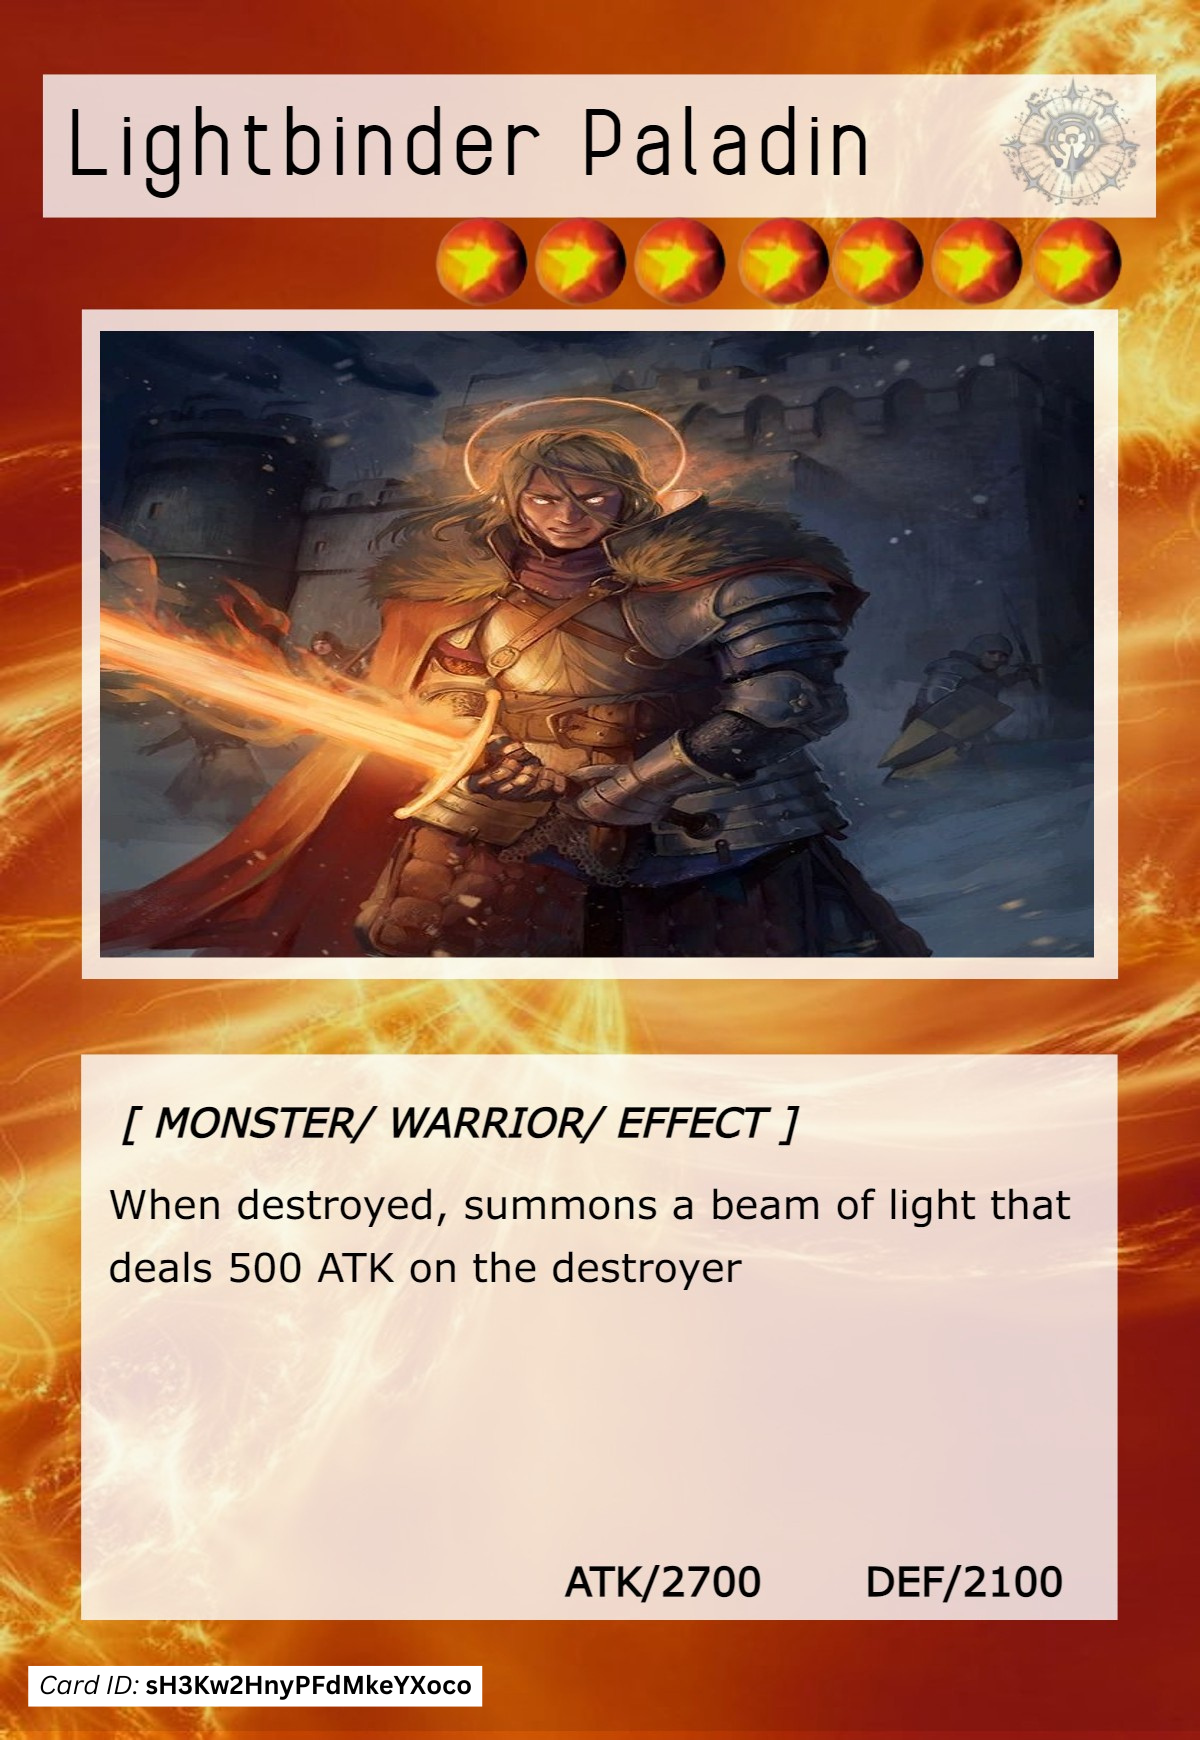 Lightbinder Paladin
[ MONSTER/ WARRIOR/ EFFECT ]
When destroyed, summons a beam of light that
deals 500 ATK on the destroyer
ATK/2700 DEF/2100
Card ID: sH3Kw2HnyPFdMkeYXoco